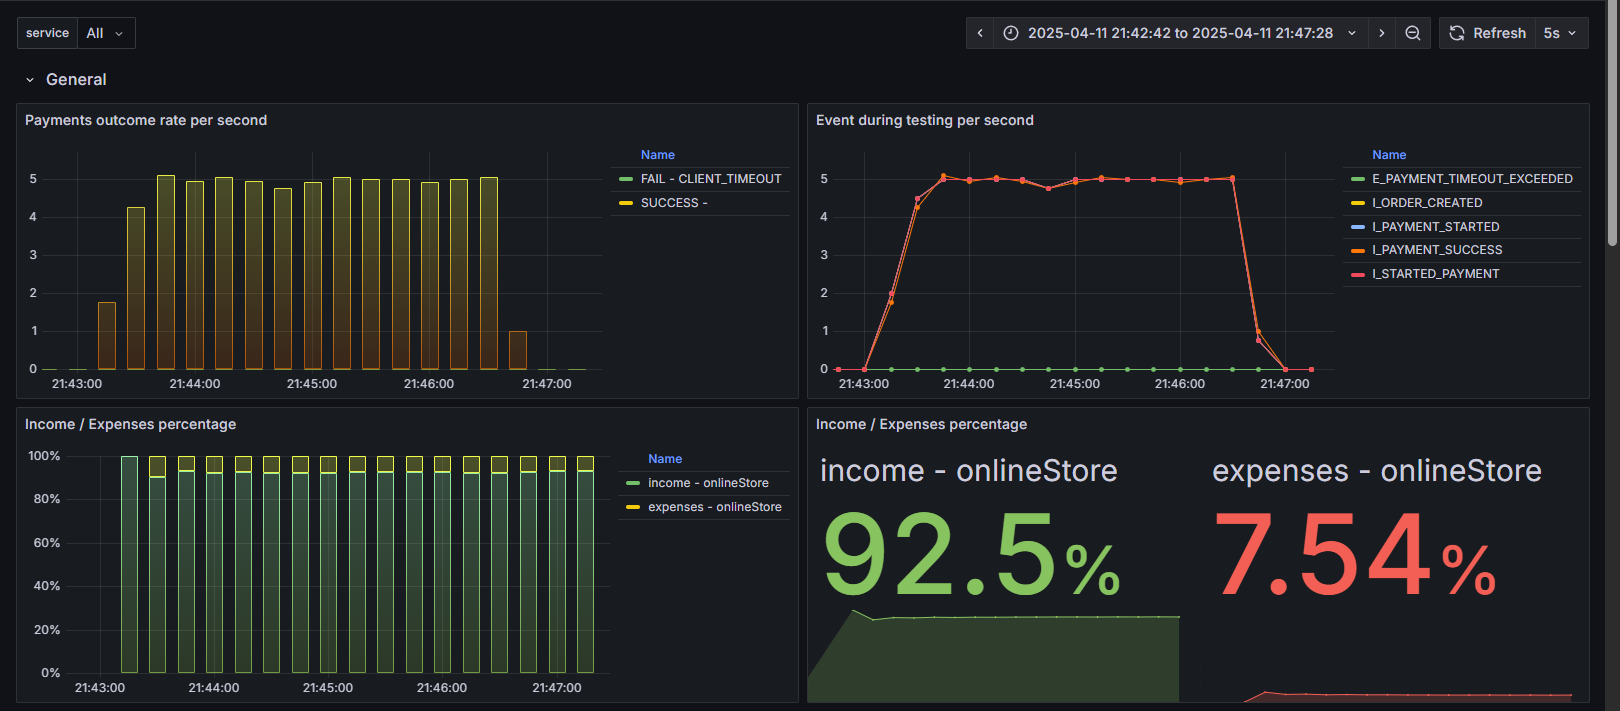 service All
2025-04-11 21:42:42 to 2025-04-11 21:47:28
Refresh 5s
General
Payments outcome rate per second
5
4
3
2
1
0
21:43:00 21:44:00 21:45:00 21:46:00 21:47:00
Name
FAIL - CLIENT_TIMEOUT
SUCCESS -
Event during testing per second
5
4
3
2
1
0
21:43:00 21:44:00 21:45:00 21:46:00 21:47:00
Name
E_PAYMENT_TIMEOUT_EXCEEDED
I_ORDER_CREATED
I_PAYMENT_STARTED
I_PAYMENT_SUCCESS
I_STARTED_PAYMENT
Income / Expenses percentage
100%
80%
60%
40%
20%
0%
21:43:00 21:44:00 21:45:00 21:46:00 21:47:00
Name
income - onlineStore
expenses - onlineStore
Income / Expenses percentage
income - onlineStore
92.5%
expenses - onlineStore
7.54%